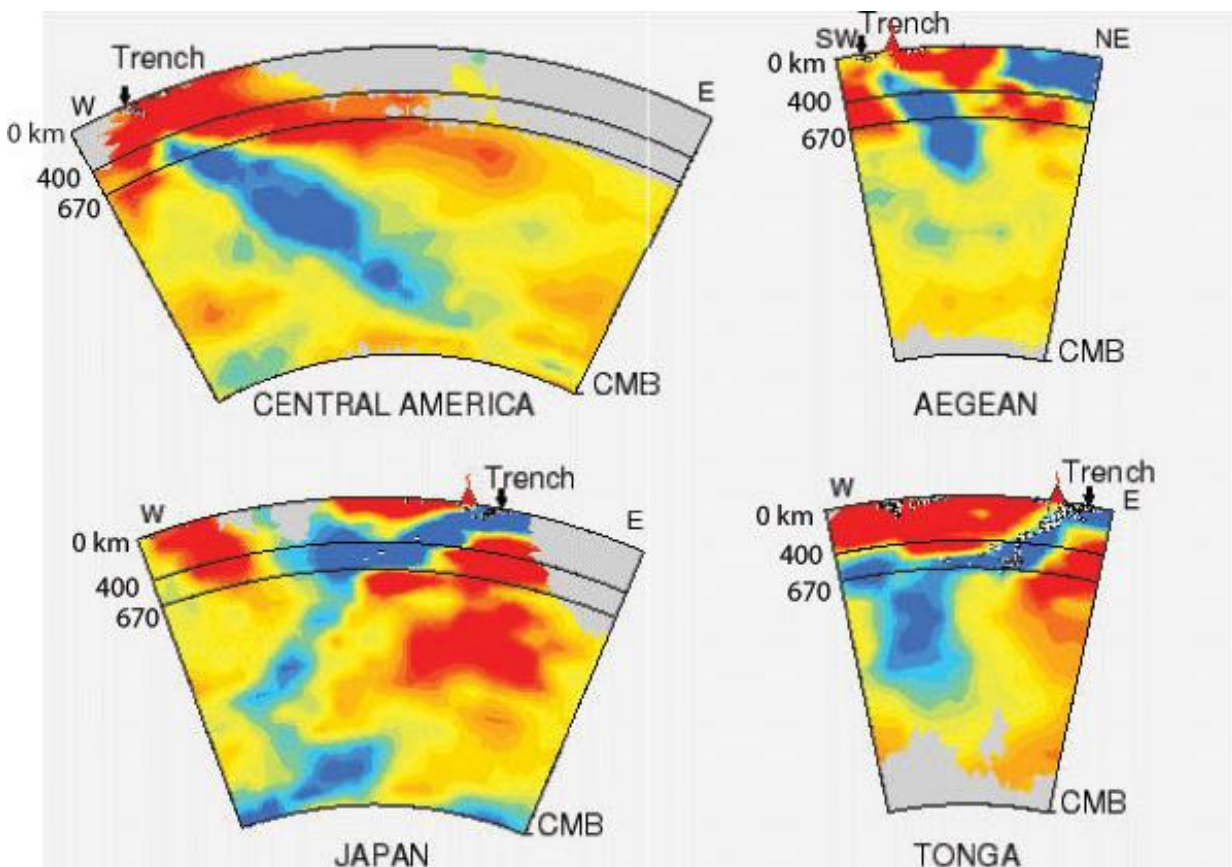 Trench
W
E
0 km
400
670
CMB
CENTRAL AMERICA
Trench
SW
NE
0 km
400
670
CMB
AEGEAN
Trench
W
E
0 km
400
670
CMB
JAPAN
Trench
W
E
0 km
400
670
CMB
TONGA